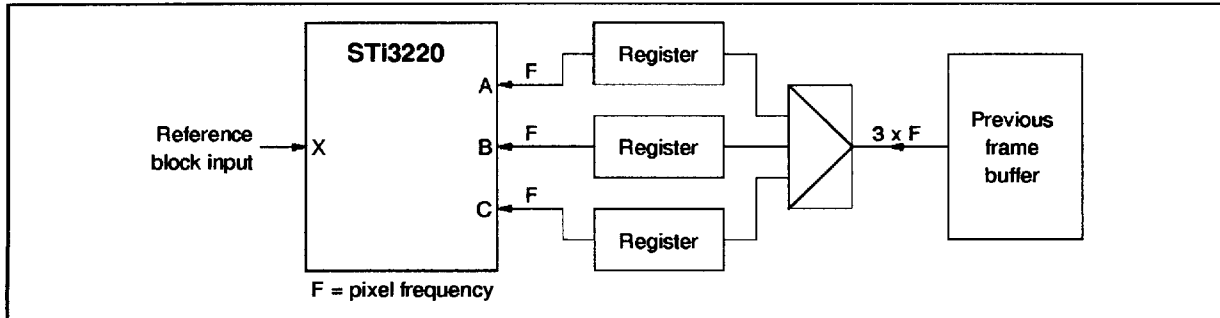 STi3220
Register
F
A
Reference
block input
X
F
B
Register
3 x F
Previous
frame
buffer
F
C
Register
F = pixel frequency